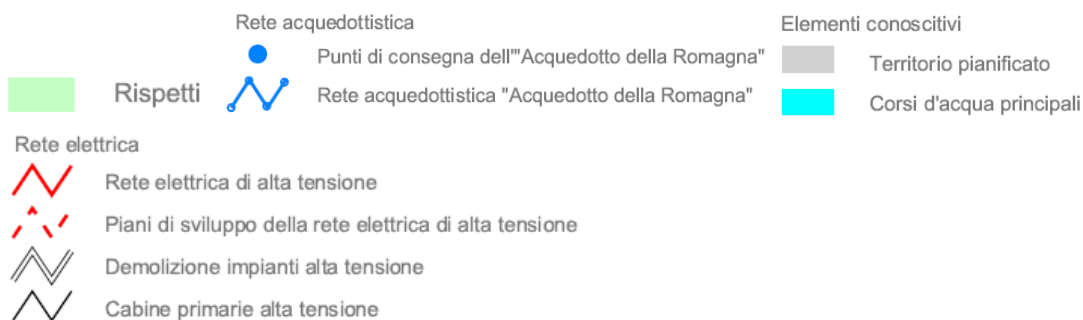 Rete acquedottistica
Punti di consegna dell'"Acquedotto della Romagna"
Rispetti
Rete acquedottistica "Acquedotto della Romagna"
Elementi conoscitivi
Territorio pianificato
Corsi d'acqua principali
Rete elettrica
Rete elettrica di alta tensione
Piani di sviluppo della rete elettrica di alta tensione
Demolizione impianti alta tensione
Cabine primarie alta tensione